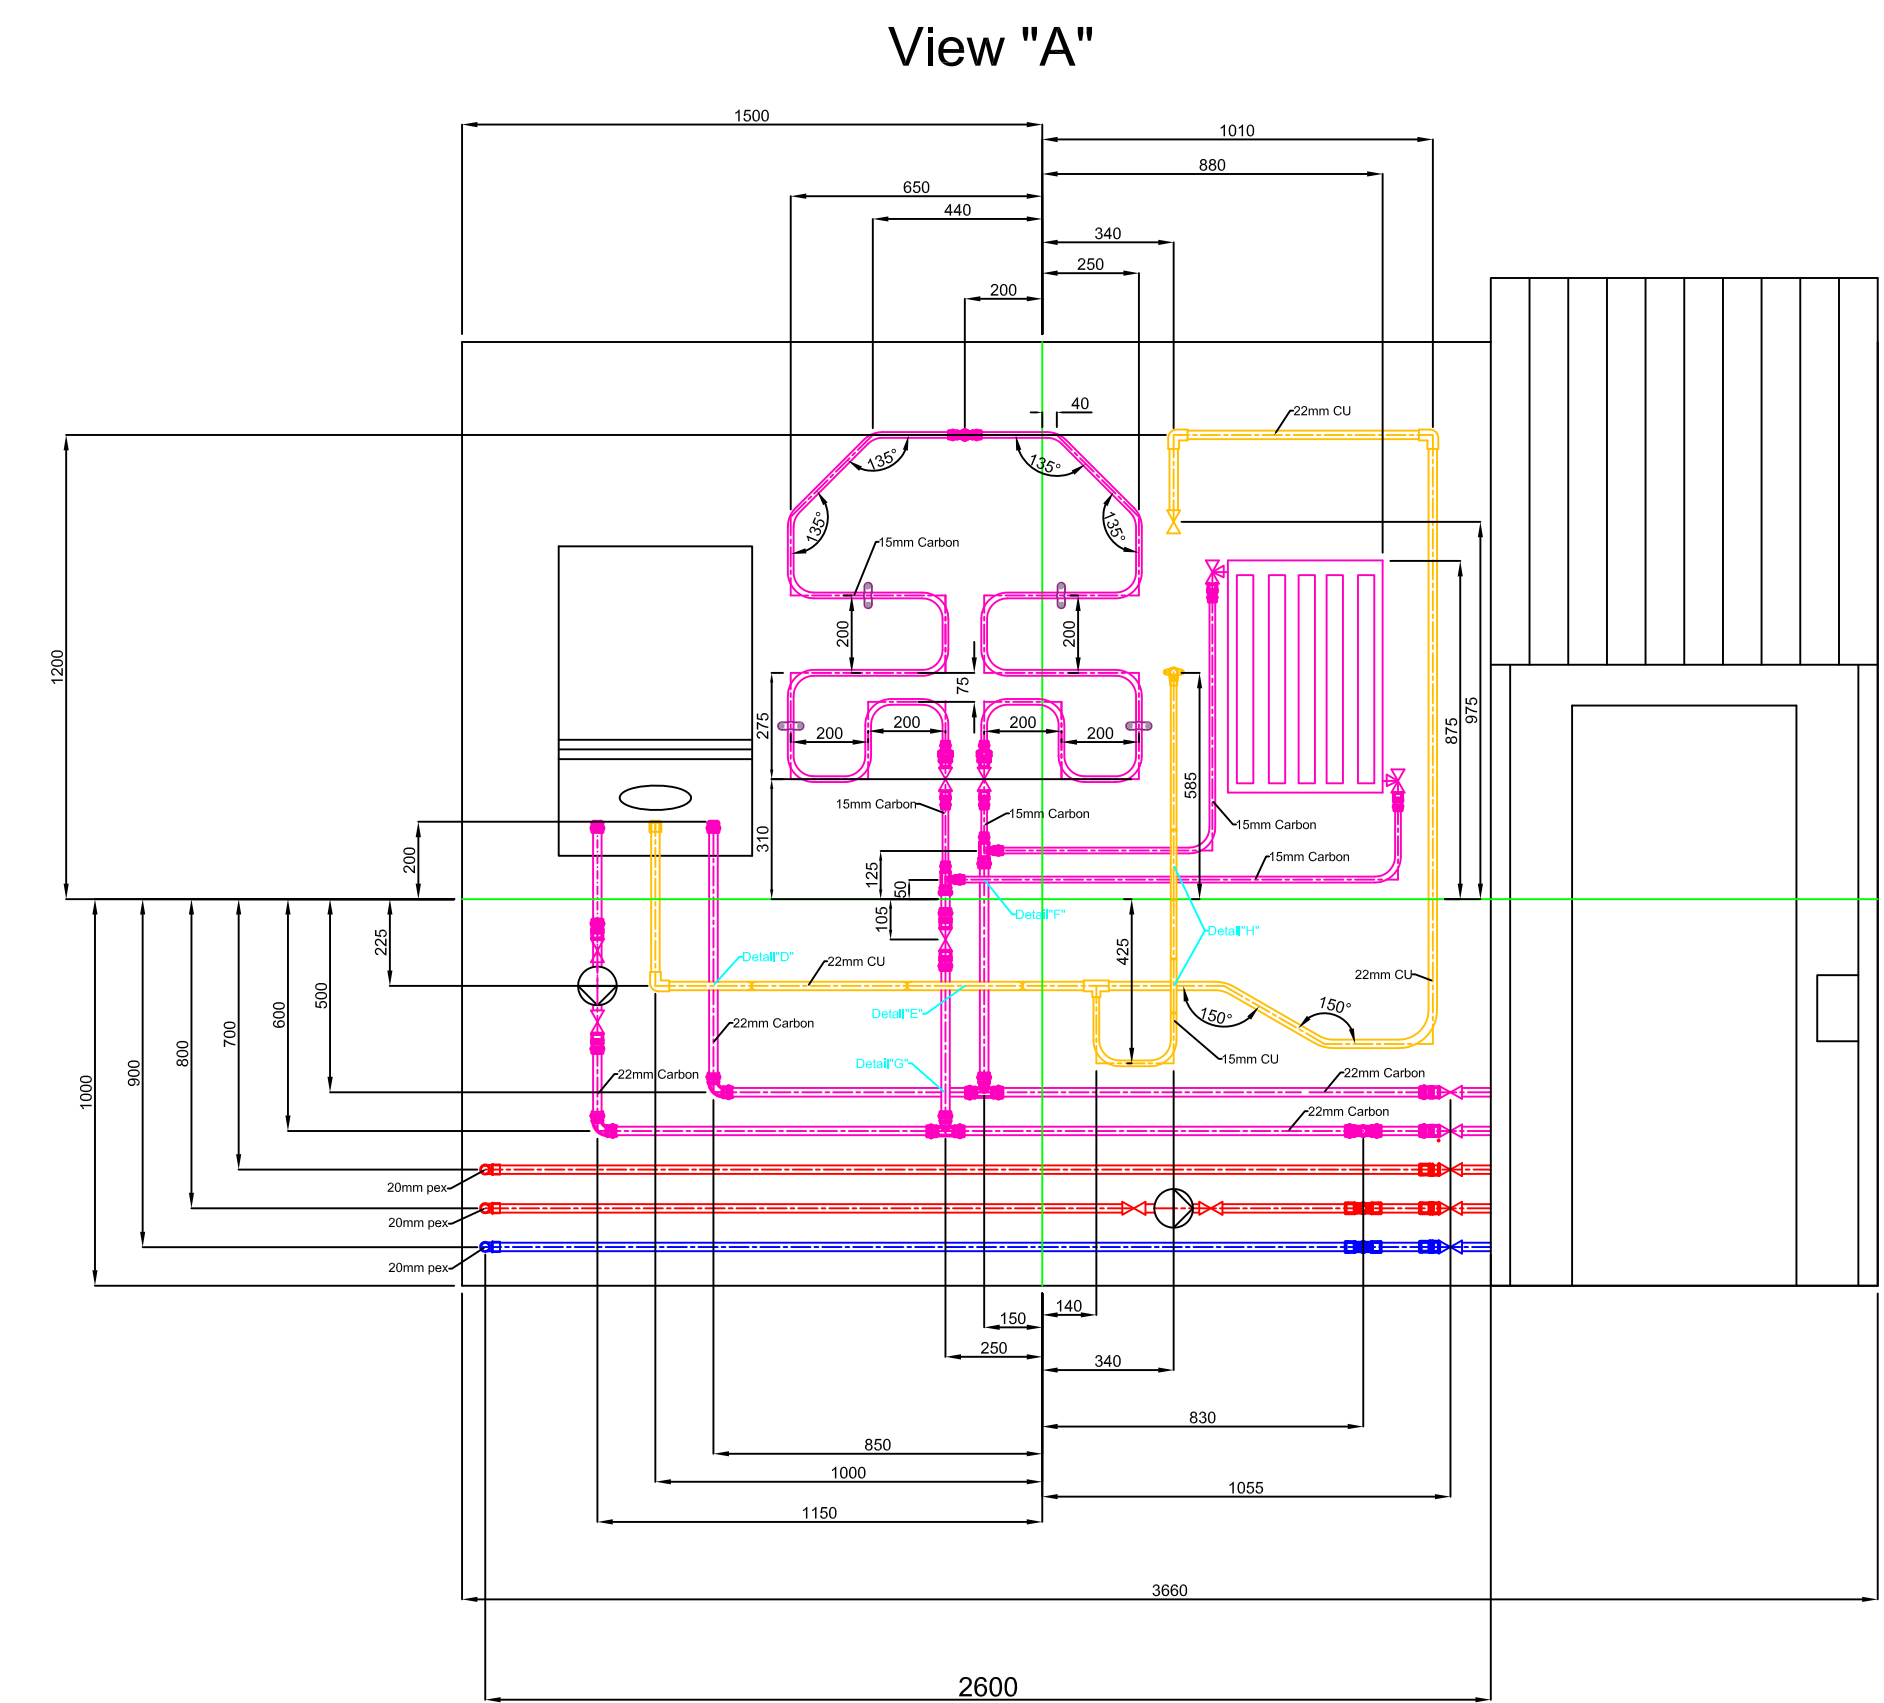 View "A"
1500
1010
880
650
440
340
250
200
40
22mm CU
135°
135°
135°
135°
15mm Carbon
200
200
1200
75
275
200
200
200
200
975
875
585
15mm Carbon
15mm Carbon
15mm Carbon
15mm Carbon
310
200
125
50
105
Detail"F"
Detail"H"
225
425
Detail"D"
22mm CU
22mm CU
500
600
700
800
900
1000
Detail"E"
150°
150°
22mm Carbon
15mm CU
Detail"G"
22mm Carbon
22mm Carbon
22mm Carbon
20mm pex
20mm pex
20mm pex
140
150
250
340
830
850
1000
1055
1150
3660
2600